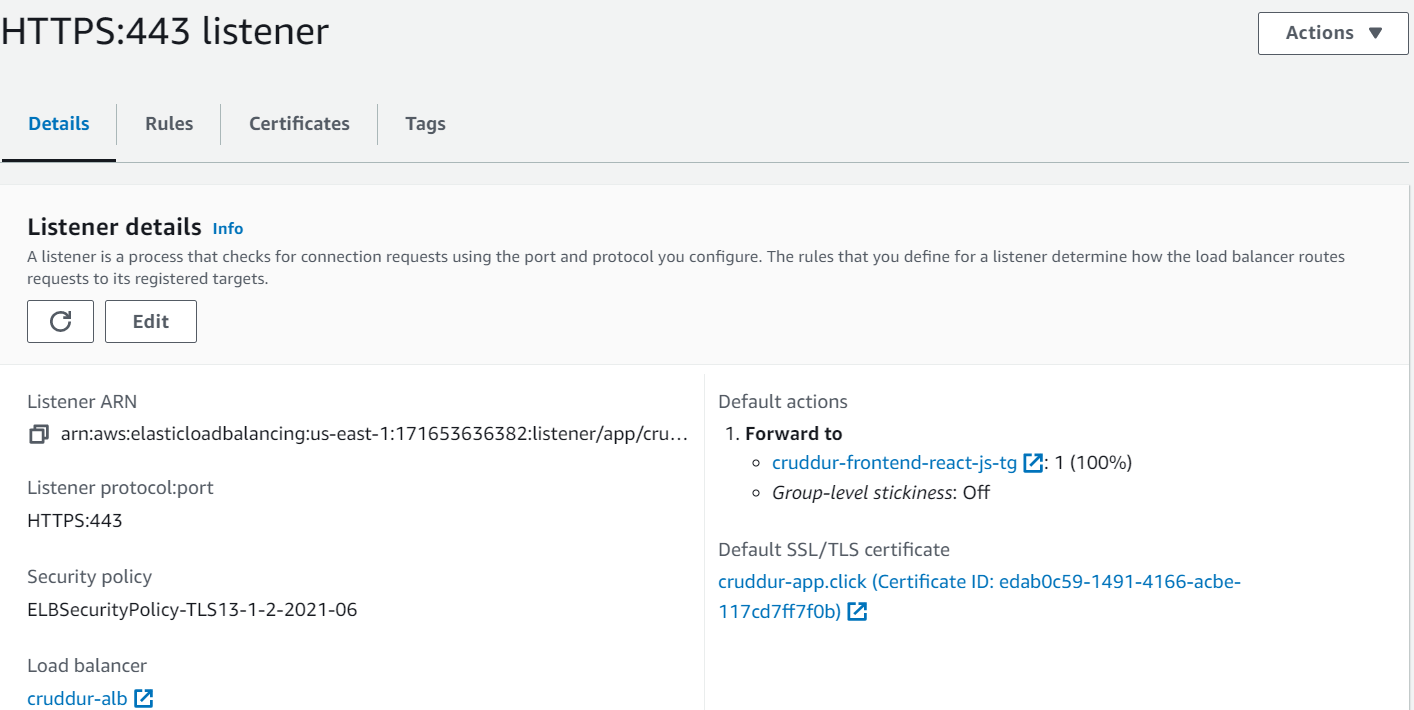 HTTPS:443 listener
Actions
Details
Rules
Certificates
Tags
Listener details Info
A listener is a process that checks for connection requests using the port and protocol you configure. The rules that you define for a listener determine how the load balancer routes
requests to its registered targets.
Edit
Listener ARN
arn:aws:elasticloadbalancing:us-east-1:171653636382:listener/app/cru...
Listener protocol:port
HTTPS:443
Security policy
ELBSecurityPolicy-TLS13-1-2-2021-06
Load balancer
cruddur-alb
Default actions
1. Forward to
cruddur-frontend-react-js-tg : 1 (100%)
Group-level stickiness: Off
Default SSL/TLS certificate
cruddur-app.click (Certificate ID: edab0c59-1491-4166-acbe-
117cd7ff7f0b)